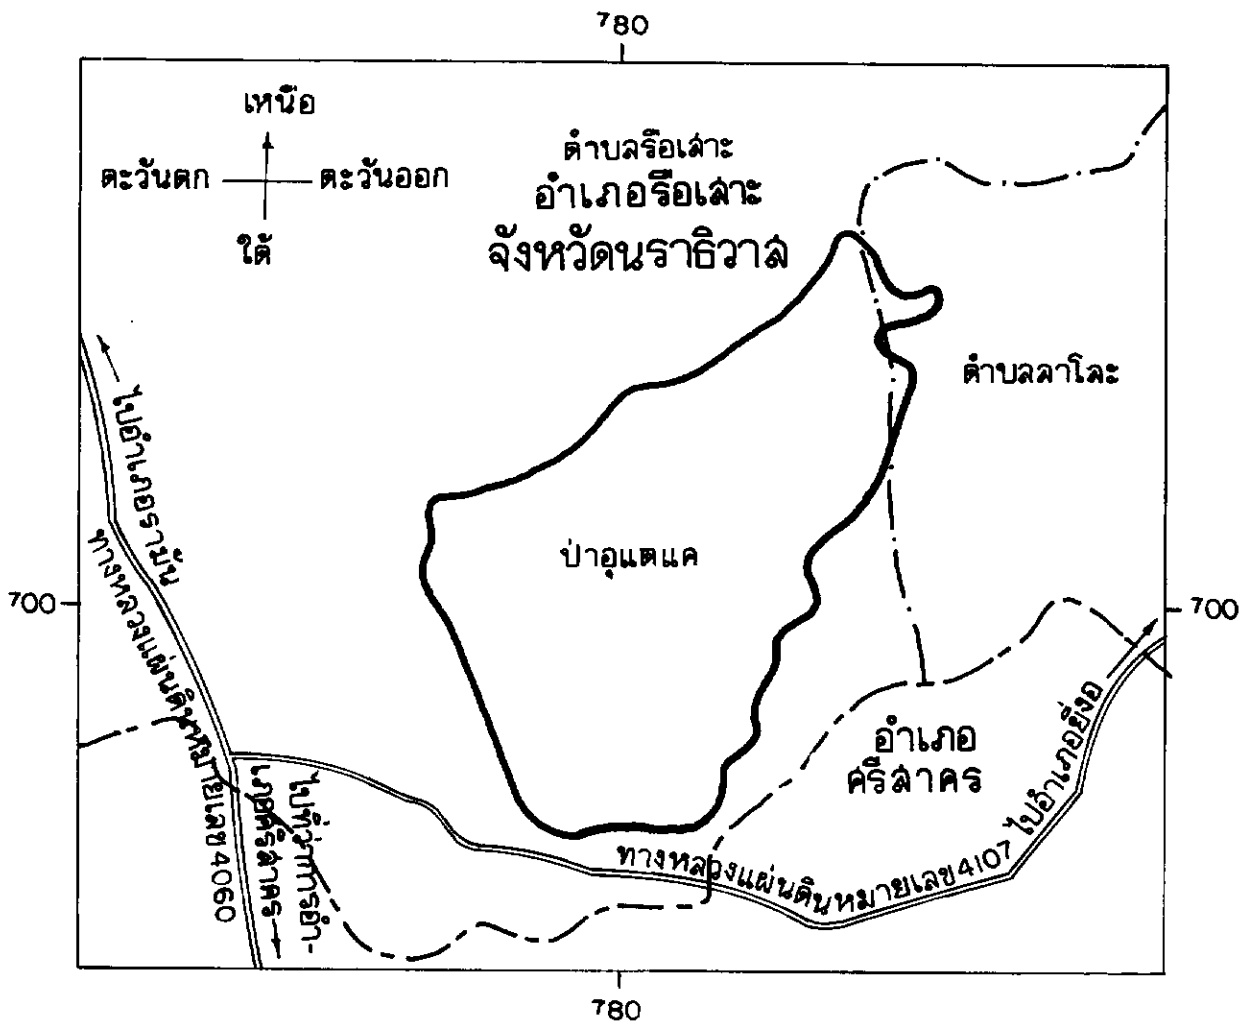 780
เหนือ
ตะวันตก
ตะวันออก
ใต้
ตำบลรือเสาะ
อำเภอรือเสาะ
จังหวัดนราธิวาส
ตำบลลาโละ
ไปอำเภอรามัน
ป่าอุแตแค
700
700
ทางหลวงแผ่นดินหมายเลข 4060
ไปที่ว่าการอำ-
เภอศรีสาคร
อำเภอ
ศรีสาคร
ทางหลวงแผ่นดินหมายเลข 4107
ไปอำเภอยี่งอ
780